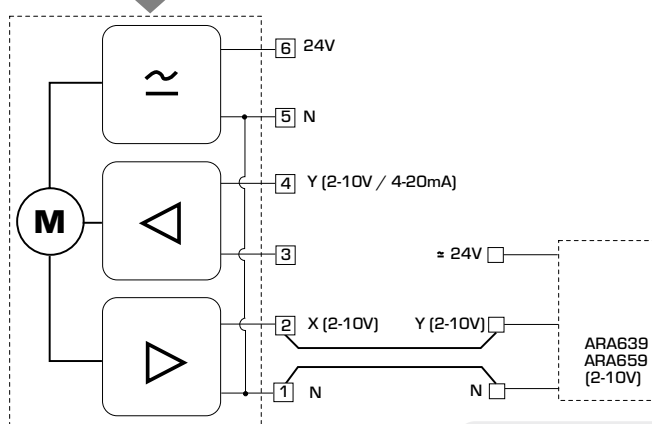 6 24V
5 N
4 Y (2-10V / 4-20mA)
M
3
≃ 24V
2 X (2-10V) Y (2-10V)
ARA639
ARA659
(2-10V)
1 N N